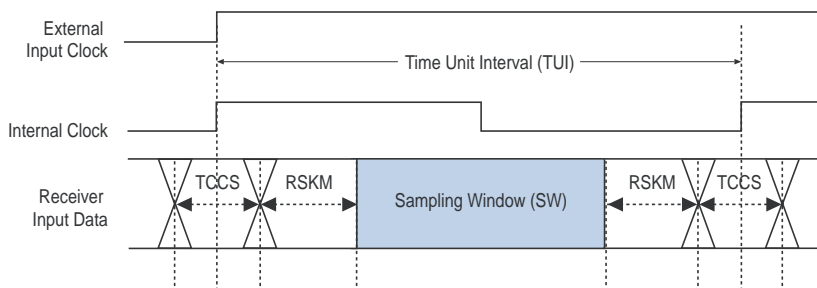 External
Input Clock
Time Unit Interval (TUI)
Internal Clock
Receiver
Input Data
TCCS
RSKM
Sampling Window (SW)
RSKM
TCCS